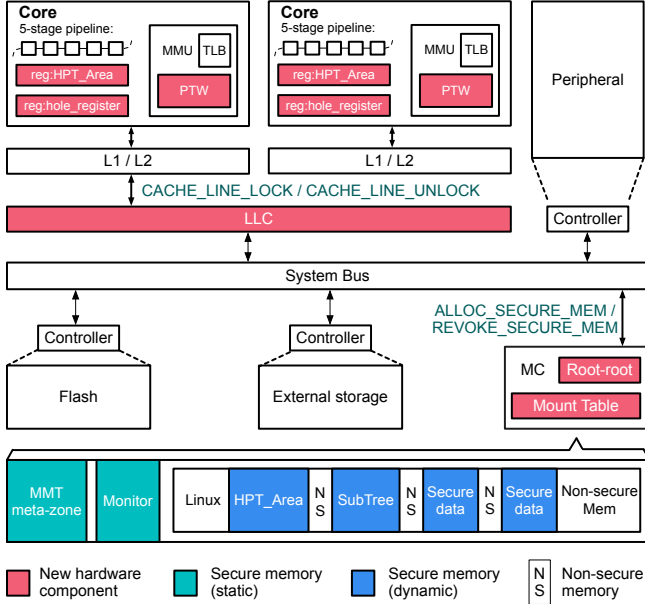 Core
5-stage pipeline:
MMU
TLB
reg:HPT_Area
PTW
reg:hole_register
Core
5-stage pipeline:
MMU
TLB
reg:HPT_Area
PTW
reg:hole_register
Peripheral
L1 / L2
L1 / L2
CACHE_LINE_LOCK / CACHE_LINE_UNLOCK
LLC
Controller
System Bus
ALLOC_SECURE_MEM /
REVOKE_SECURE_MEM
Controller
Controller
Flash
External storage
MC
Root-root
Mount Table
MMT
meta-zone
Monitor
Linux
HPT_Area
N
S
SubTree
N
S
Secure
data
N
S
Secure
data
Non-secure
Mem
New hardware
component
Secure memory
(static)
Secure memory
(dynamic)
N
S
Non-secure
memory